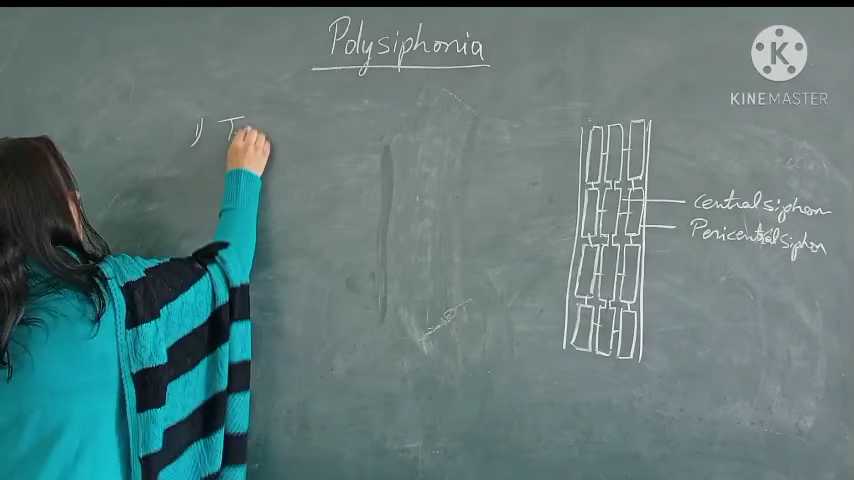 Polysiphonia
K
KINEMASTER
1) T
Central siphon
Pericentral siphon